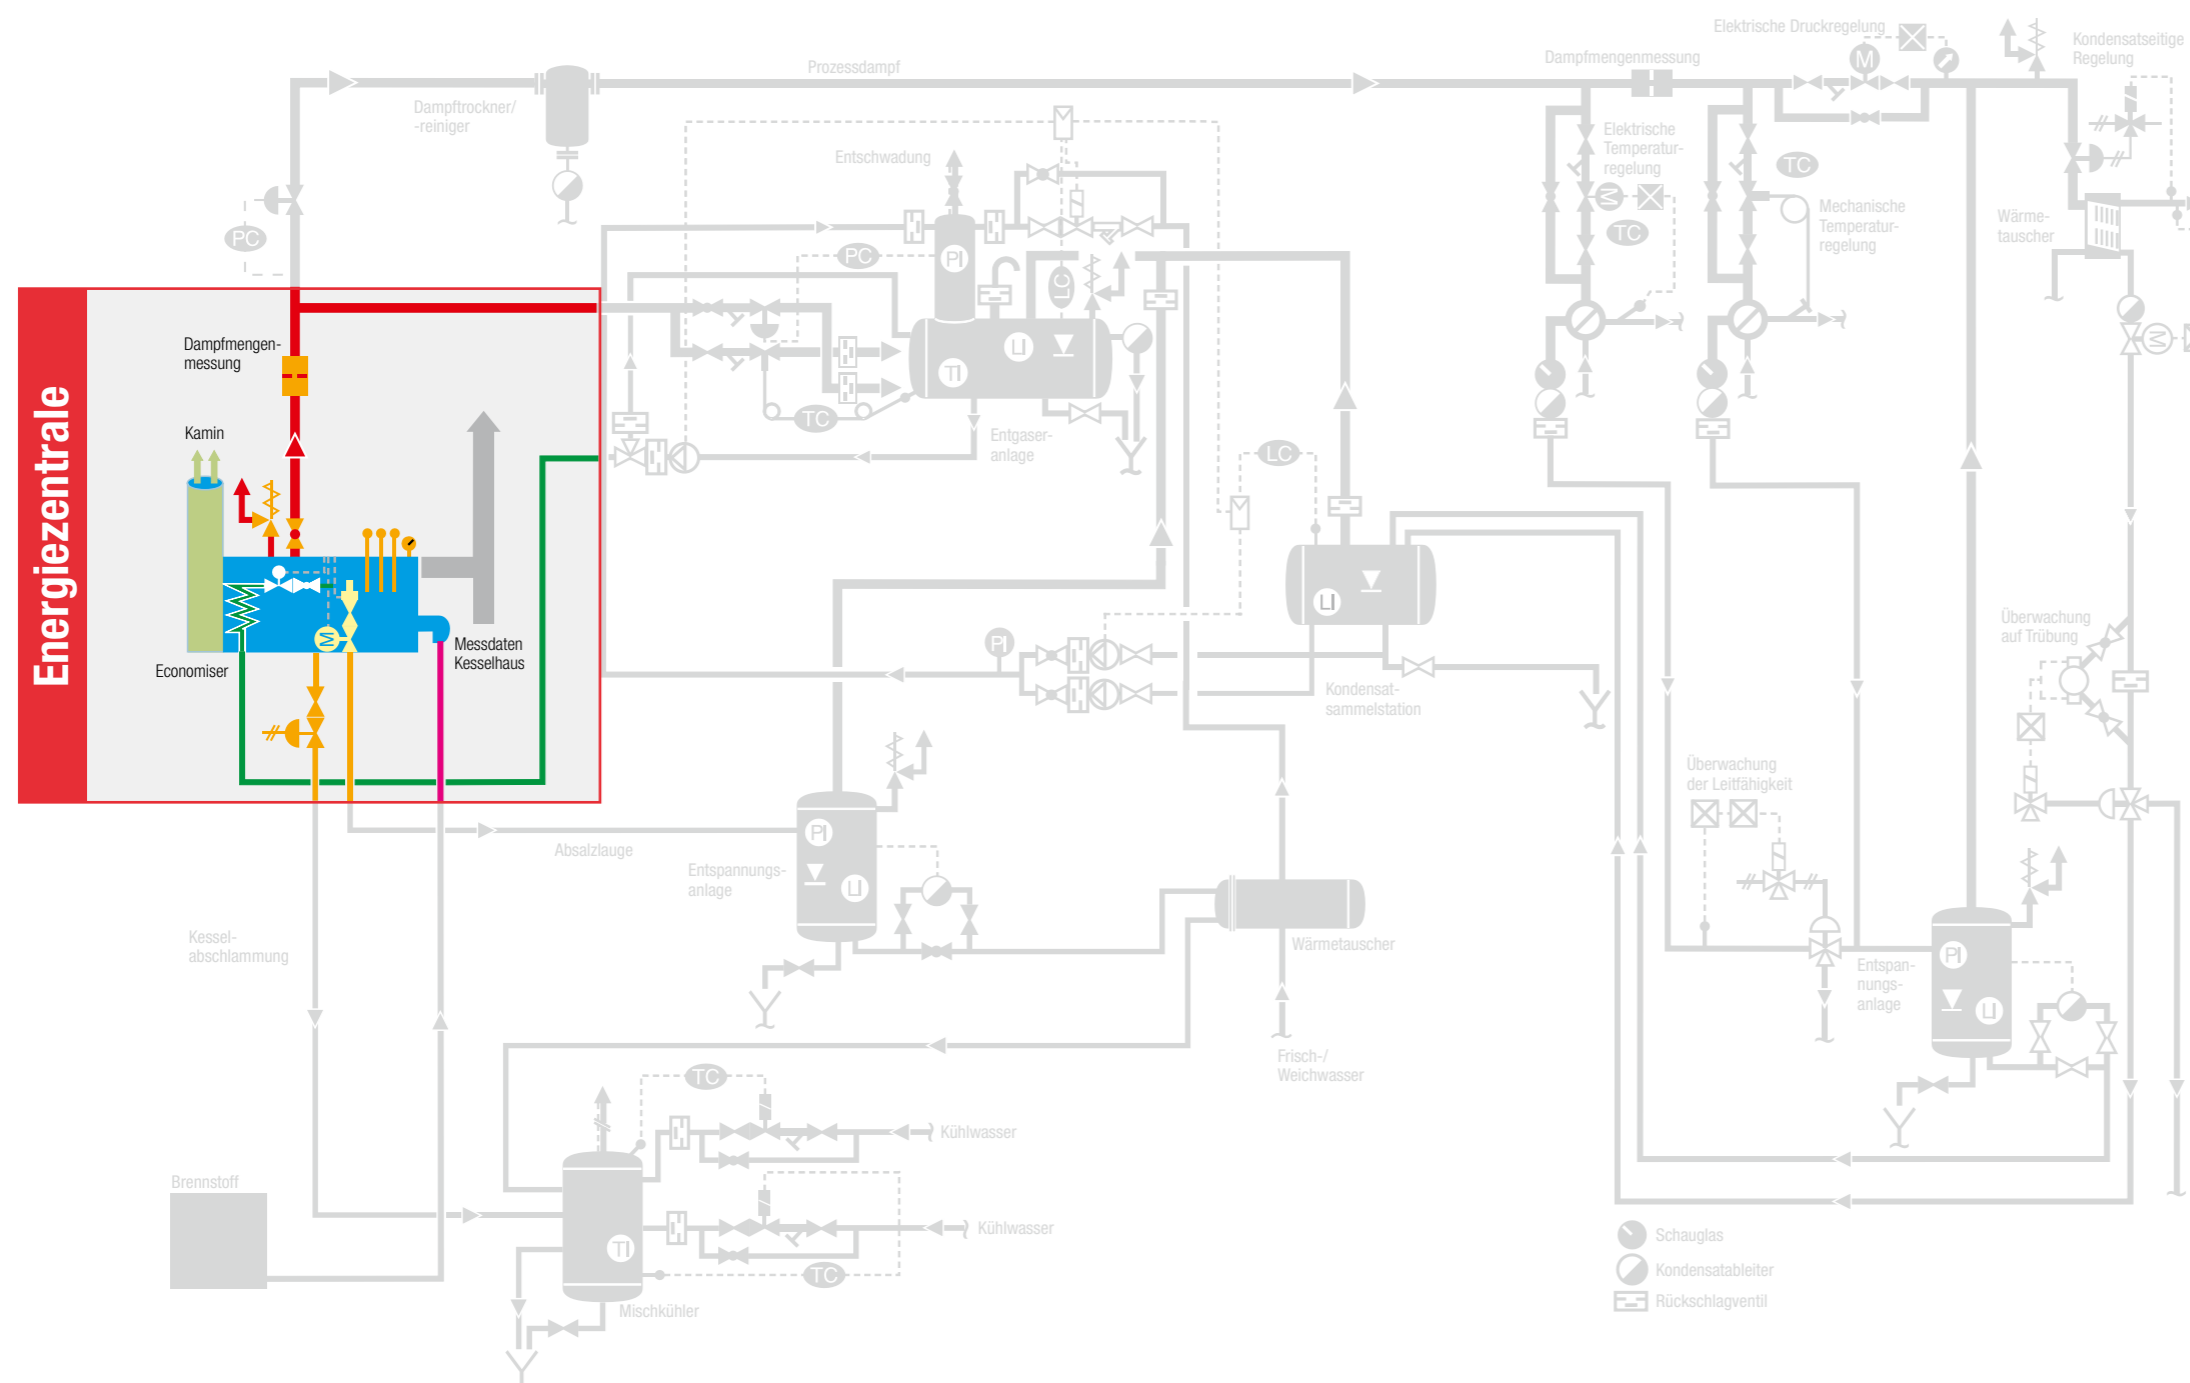 Elektrische Druckregelung
Kondensatseitige
Regelung
Dampfmengenmessung
Prozessdampf
M
Dampftrockner/
-reiniger
Elektrische
Temperatur-
regelung
Entschwadung
TC
M
Mechanische
Temperatur-
regelung
Wärme-
tauscher
TC
PC
PC
PI
LC
M
Energiezentrale
Dampfmengen-
messung
LI
TI
TC
Kamin
Entgaser-
anlage
LC
LI
M
Messdaten
Kesselhaus
Economiser
PI
Überwachung
auf Trübung
Kondensat-
sammelstation
Überwachung
der Leitfähigkeit
Absalzlauge
PI
Entspannungs-
anlage
LI
Kessel-
abschlammung
Wärmetauscher
Entspan-
nungs-
anlage
PI
LI
Frisch-/
Weichwasser
TC
Kühlwasser
Brennstoff
Kühlwasser
TI
TC
Mischkühler
Schauglas
Kondensatableiter
Rückschlagventil